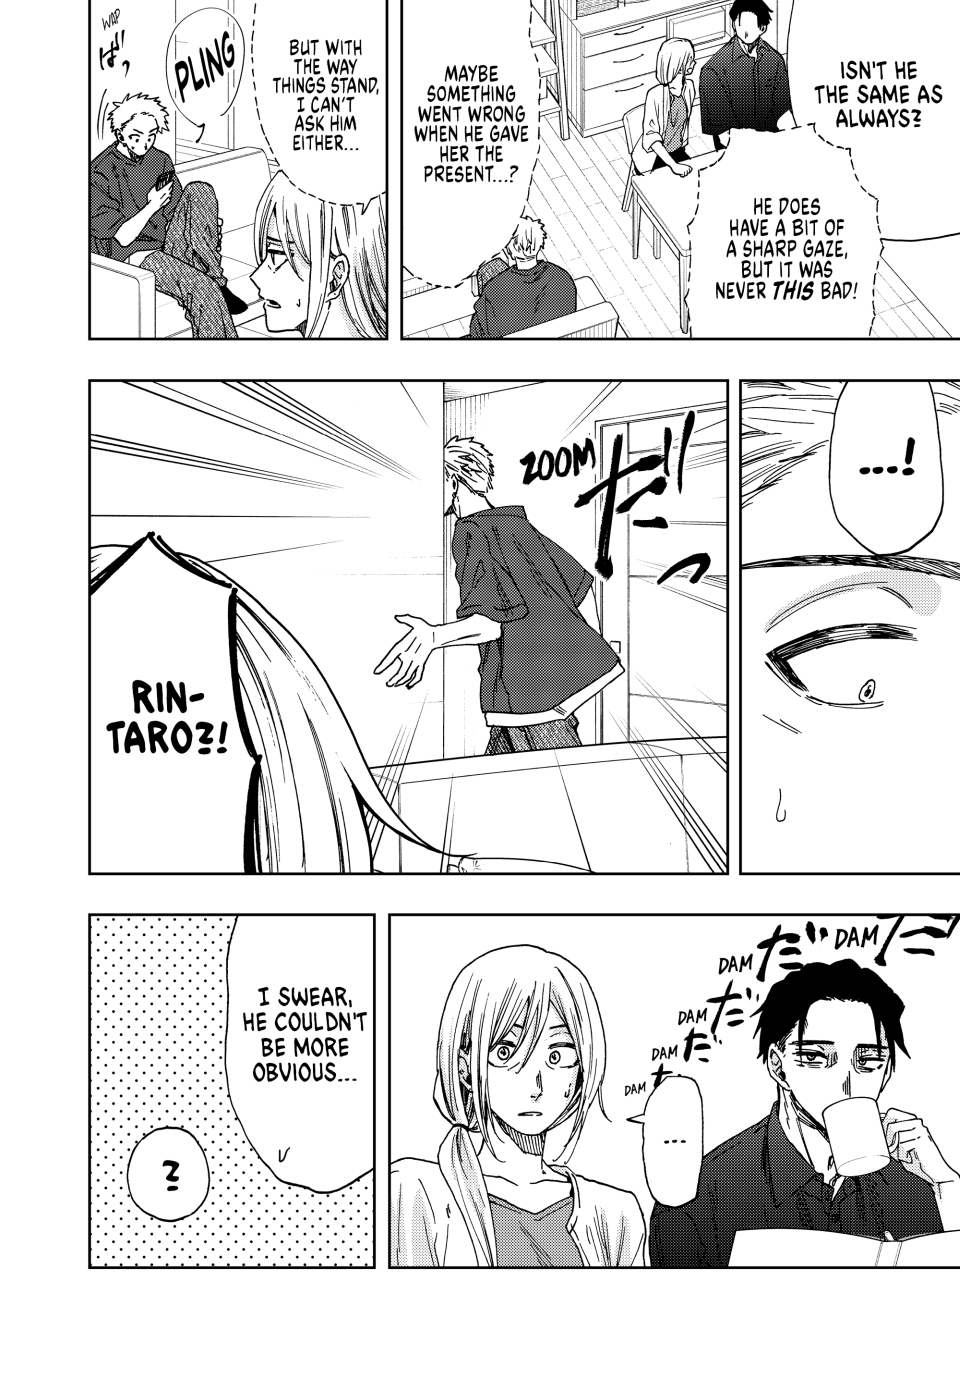 ISN'T HE
THE SAME AS
ALWAYS?
HE DOES
HAVE A BIT OF
A SHARP GAZE,
BUT IT WAS
NEVER THIS BAD!
MAYBE
SOMETHING
WENT WRONG
WHEN HE GAVE
HER THE
PRESENT...?
BUT WITH
THE WAY
THINGS STAND,
I CAN'T
ASK HIM
EITHER...
PLING
WAP
ばっ
...!
ZOOM
だッ
RIN-
TARO?!
DAM
だ
DAM
だ
DAM
だ
DAM
だ
DAM
...
I SWEAR,
HE COULDN'T
BE MORE
OBVIOUS...
?